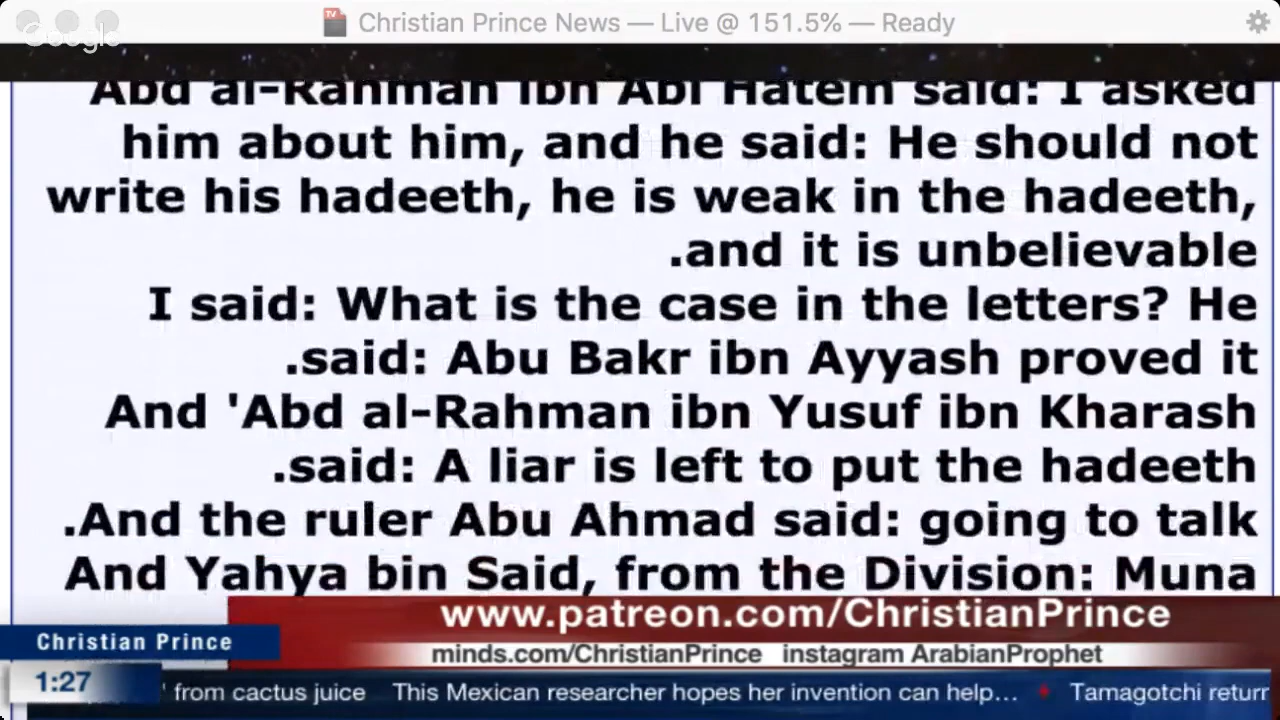 Christian Prince News — Live @ 151.5% — Ready
Google
Abd al-Rahman ibn Abi Hatem said: I asked
him about him, and he said: He should not
write his hadeeth, he is weak in the hadeeth,
.and it is unbelievable
I said: What is the case in the letters? He
.said: Abu Bakr ibn Ayyash proved it
And 'Abd al-Rahman ibn Yusuf ibn Kharash
.said: A liar is left to put the hadeeth
.And the ruler Abu Ahmad said: going to talk
And Yahya bin Said, from the Division: Muna
www.patreon.com/ChristianPrince
Christian Prince
minds.com/ChristianPrince instagram ArabianProphet
1:27
' from cactus juice This Mexican researcher hopes her invention can help... Tamagotchi returr